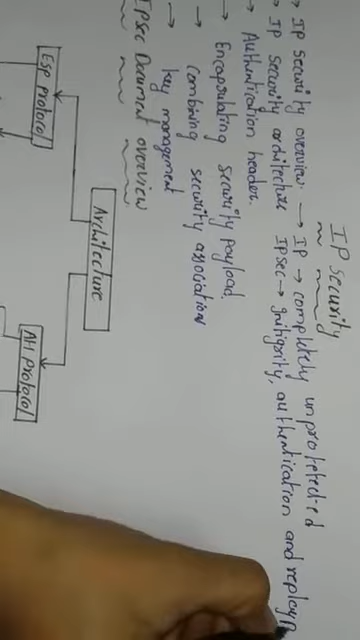 IP Security
→ IP security overview. → IP → completely unprotected
→ IP security architecture IPsec → intigrity, authentication and replay
→ Authentication header.
→ Encapsulating security payload.
→ combining security association
→ key management
IPsec Document overview
Architecture
Esp Protocol
AH Protocol